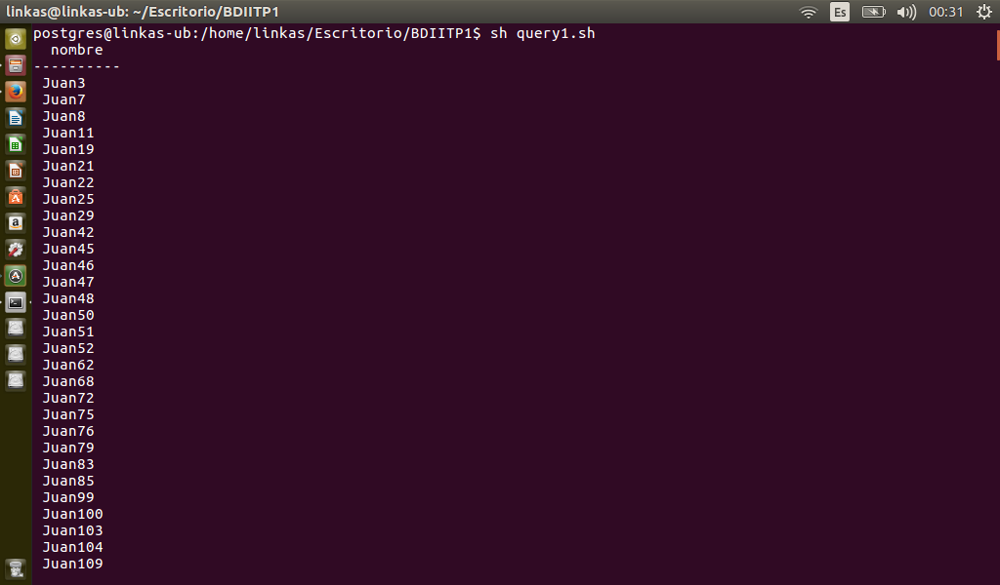 linkas@linkas-ub: ~/Escritorio/BDIITP1
Es
00:31
postgres@linkas-ub:/home/linkas/Escritorio/BDIITP1$ sh query1.sh
nombre
----------
Juan3
Juan7
Juan8
Juan11
Juan19
Juan21
Juan22
Juan25
Juan29
Juan42
Juan45
Juan46
Juan47
Juan48
Juan50
Juan51
Juan52
Juan62
Juan68
Juan72
Juan75
Juan76
Juan79
Juan83
Juan85
Juan99
Juan100
Juan103
Juan104
Juan109